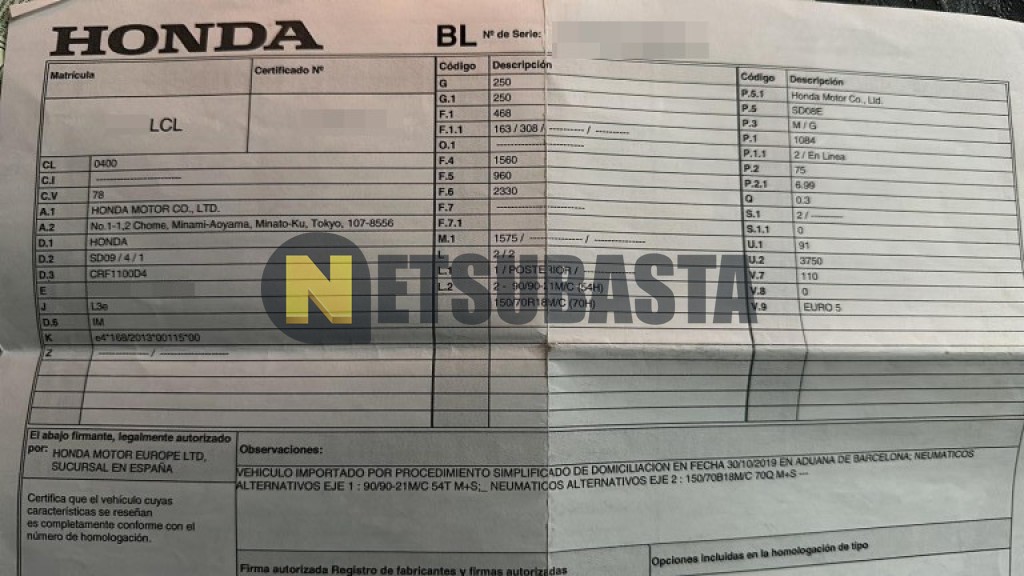 HONDA
BL Nº de Serie:
Matrícula
Certificado Nº
LCL
CL 0400
C.I --------------------
C.V 78
A.1 HONDA MOTOR CO., LTD.
A.2 No.1-1,2 Chome, Minami-Aoyama, Minato-Ku, Tokyo, 107-8556
D.1 HONDA
D.2 SD09 / 4 / 1
D.3 CRF1100D4
E
J L3e
D.6 IM
K e4*168/2013*00115*00
Z ------------ / ----------------
Código Descripción
G 250
G.1 250
F.1 468
F.1.1 163 / 308 / ---------- / ----------
O.1 --------------------
F.4 1560
F.5 960
F.6 2330
F.7 --------------------
F.7.1
M.1 1575 / --------------- / --------------
L 2 / 2
L.1 1 / POSTERIOR /
L.2 2 - 90/90-21M/C (54H)
150/70R18M/C (70H)
Código Descripción
P.5.1 Honda Motor Co., Ltd.
P.5 SD08E
P.3 M / G
P.1 1084
P.1.1 2 / En Linea
P.2 75
P.2.1 6.99
Q 0.3
S.1 2 / --------
S.1.1 0
U.1 91
U.2 3750
V.7 110
V.8 0
V.9 EURO 5
NETSUBASTA
El abajo firmante, legalmente autorizado
por: HONDA MOTOR EUROPE LTD,
SUCURSAL EN ESPAÑA
Certifica que el vehículo cuyas
características se reseñan
es completamente conforme con el
número de homologación.
Observaciones:
VEHICULO IMPORTADO POR PROCEDIMIENTO SIMPLIFICADO DE DOMICILIACION EN FECHA 30/10/2019 EN ADUANA DE BARCELONA; NEUMATICOS
ALTERNATIVOS EJE 1 : 90/90-21M/C 54T M+S;_ NEUMATICOS ALTERNATIVOS EJE 2 : 150/70B18M/C 70Q M+S ---
Firma autorizada Registro de fabricantes y firmas autorizadas
Opciones incluidas en la homologación de tipo